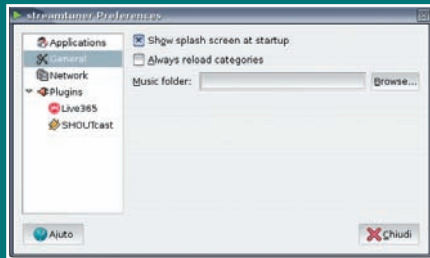 streamtuner Preferences
Applications
General
Network
Plugins
Live365
SHOUTcast
Show splash screen at startup
Always reload categories
Music folder:
Browse...
Aiuto
Chiudi